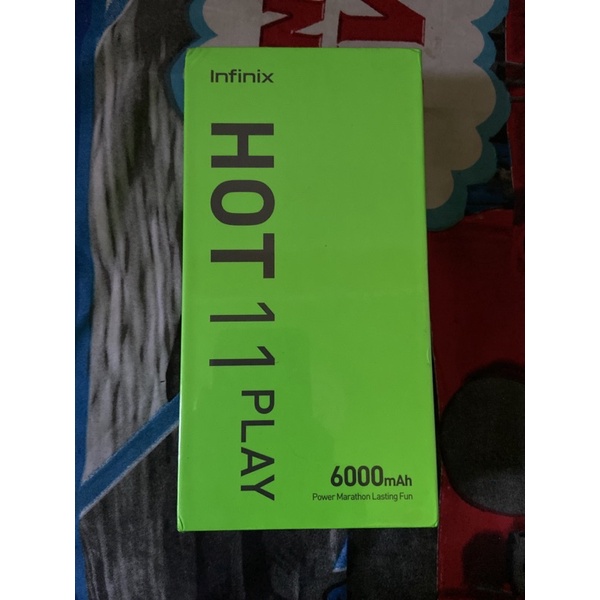 Infinix
HOT 11 PLAY
6000mAh
Power Marathon Lasting Fun